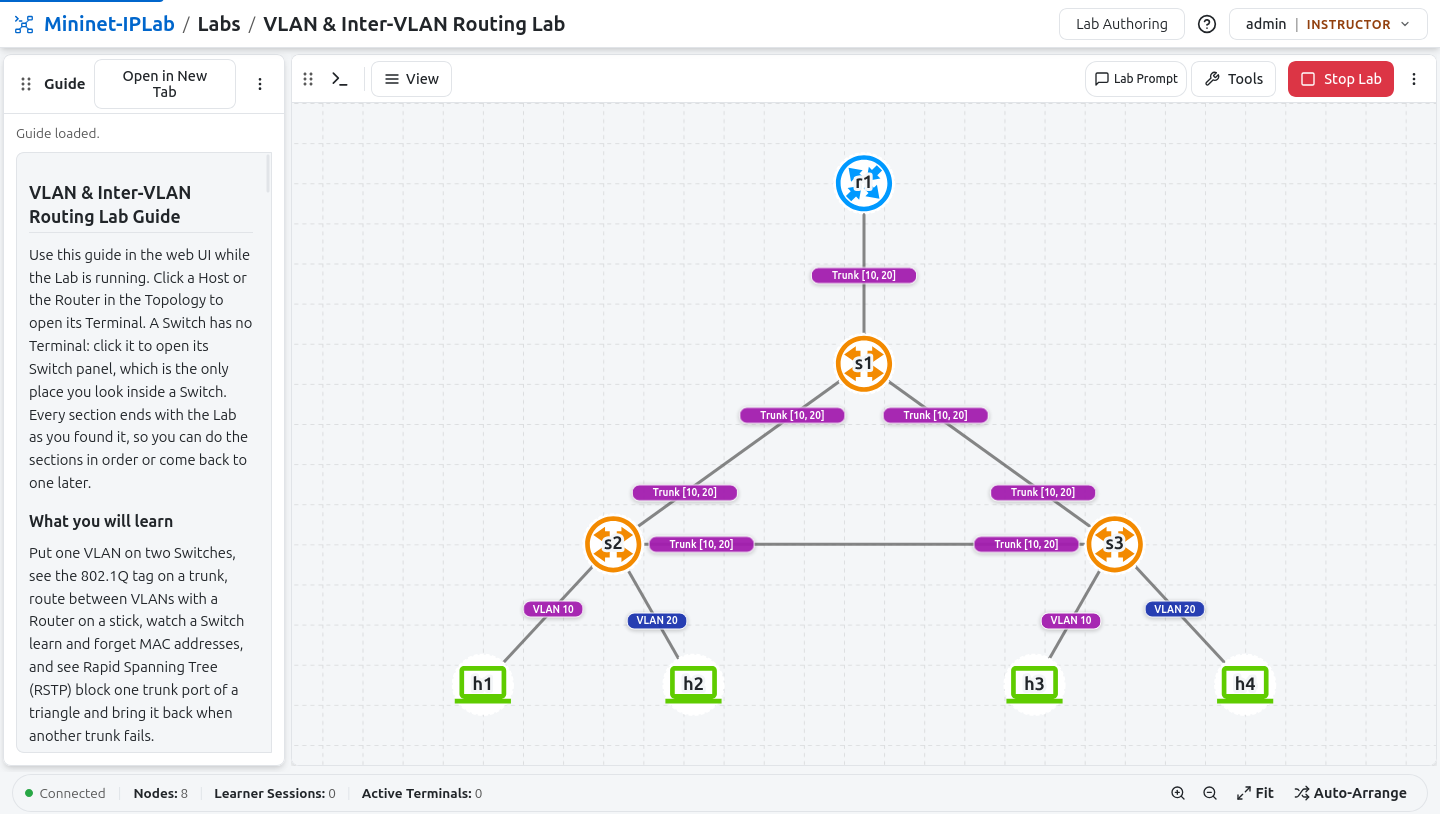 Mininet-IPLab / Labs / VLAN & Inter-VLAN Routing Lab
Lab Authoring
admin | INSTRUCTOR
Guide
Open in New
Tab
View
Lab Prompt
Tools
Stop Lab
Guide loaded.
VLAN & Inter-VLAN
Routing Lab Guide
Use this guide in the web UI while
the Lab is running. Click a Host or
the Router in the Topology to
open its Terminal. A Switch has no
Terminal: click it to open its
Switch panel, which is the only
place you look inside a Switch.
Every section ends with the Lab
as you found it, so you can do the
sections in order or come back to
one later.
What you will learn
Put one VLAN on two Switches,
see the 802.1Q tag on a trunk,
route between VLANs with a
Router on a stick, watch a Switch
learn and forget MAC addresses,
and see Rapid Spanning Tree
(RSTP) block one trunk port of a
triangle and bring it back when
another trunk fails.
r1
Trunk [10, 20]
s1
Trunk [10, 20] Trunk [10, 20]
Trunk [10, 20] Trunk [10, 20]
s2 Trunk [10, 20] Trunk [10, 20] s3
VLAN 10 VLAN 20 VLAN 10 VLAN 20
h1 h2 h3 h4
Connected
Nodes: 8
Learner Sessions: 0
Active Terminals: 0
Fit
Auto-Arrange